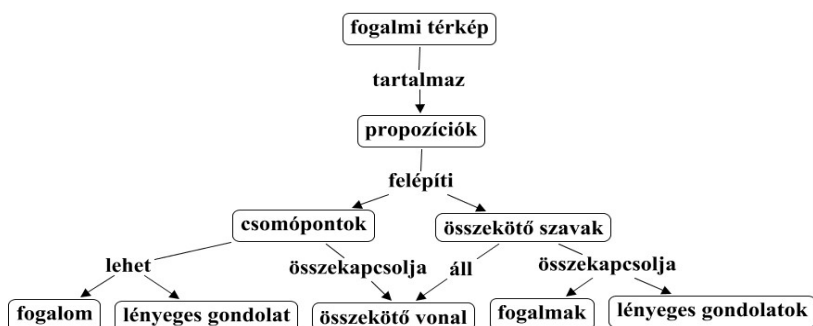 fogalmi térkép
tartalmaz
propozíciók
felépíti
csomópontok
összekötő szavak
lehet
összekapcsolja
áll
összekapcsolja
fogalom
lényeges gondolat
összekötő vonal
fogalmak
lényeges gondolatok